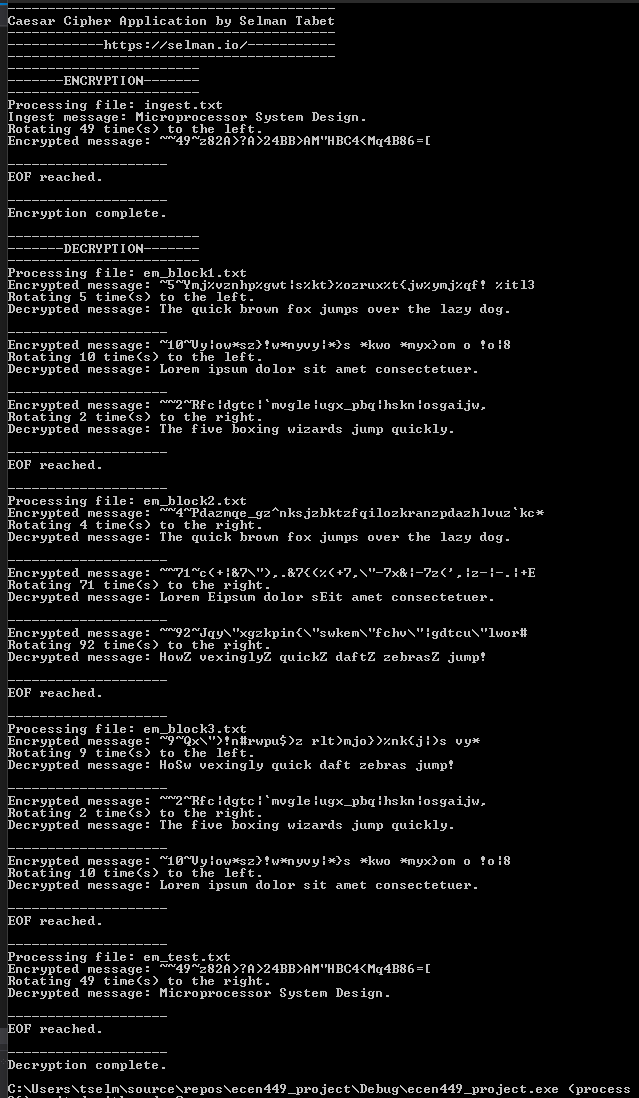 -----------------------------------------
Caesar Cipher Application by Selman Tabet
-----------------------------------------
------------https://selman.io/-----------
-----------------------------------------
------------------------
-------ENCRYPTION-------
------------------------
Processing file: ingest.txt
Ingest message: Microprocessor System Design.
Rotating 49 time(s) to the left.
Encrypted message: ~~49~z82A>?A>24BB>AM"HBC4<Mq4B86=[
--------------------
EOF reached.
--------------------
Encryption complete.
------------------------
-------DECRYPTION-------
------------------------
Processing file: em_block1.txt
Encrypted message: ~5~Ymj%vznhp%gwt|s%kt}%ozrux%t{jw%ymj%qf! %itl3
Rotating 5 time(s) to the left.
Decrypted message: The quick brown fox jumps over the lazy dog.
--------------------
Encrypted message: ~10~Vy|ow*sz}!w*nyvy|*}s *kwo *myx}om o !o|8
Rotating 10 time(s) to the left.
Decrypted message: Lorem ipsum dolor sit amet consectetuer.
--------------------
Encrypted message: ~~2~Rfc|dgtc|`mvgle|ugx_pbq|hskn|osgaijw,
Rotating 2 time(s) to the right.
Decrypted message: The five boxing wizards jump quickly.
--------------------
EOF reached.
--------------------
Processing file: em_block2.txt
Encrypted message: ~~4~Pdazmqe_gz^nksjzbktzfqilozkranzpdazh]vuz`kc*
Rotating 4 time(s) to the right.
Decrypted message: The quick brown fox jumps over the lazy dog.
--------------------
Encrypted message: ~~71~c(+|&7\"),.&7{(%(+7,\"-7x&|-7z(',|z-|-.|+E
Rotating 71 time(s) to the right.
Decrypted message: Lorem Eipsum dolor sEit amet consectetuer.
--------------------
Encrypted message: ~~92~Jqy\"xgzkpin{\"swkem\"fchv\"|gdtcu\"lwor#
Rotating 92 time(s) to the right.
Decrypted message: HowZ vexinglyZ quickZ daftZ zebrasZ jump!
--------------------
EOF reached.
--------------------
Processing file: em_block3.txt
Encrypted message: ~9~Qx\")!n#rwpu$)z rlt)mjo})%nk{j|)s vy*
Rotating 9 time(s) to the left.
Decrypted message: HoSw vexingly quick daft zebras jump!
--------------------
Encrypted message: ~~2~Rfc|dgtc|`mvgle|ugx_pbq|hskn|osgaijw,
Rotating 2 time(s) to the right.
Decrypted message: The five boxing wizards jump quickly.
--------------------
Encrypted message: ~10~Vy|ow*sz}!w*nyvy|*}s *kwo *myx}om o !o|8
Rotating 10 time(s) to the left.
Decrypted message: Lorem ipsum dolor sit amet consectetuer.
--------------------
EOF reached.
--------------------
Processing file: em_test.txt
Encrypted message: ~~49~z82A>?A>24BB>AM"HBC4<Mq4B86=[
Rotating 49 time(s) to the right.
Decrypted message: Microprocessor System Design.
--------------------
EOF reached.
--------------------
Decryption complete.
C:\Users\tselm\source\repos\ecen449_project\Debug\ecen449_project.exe (process